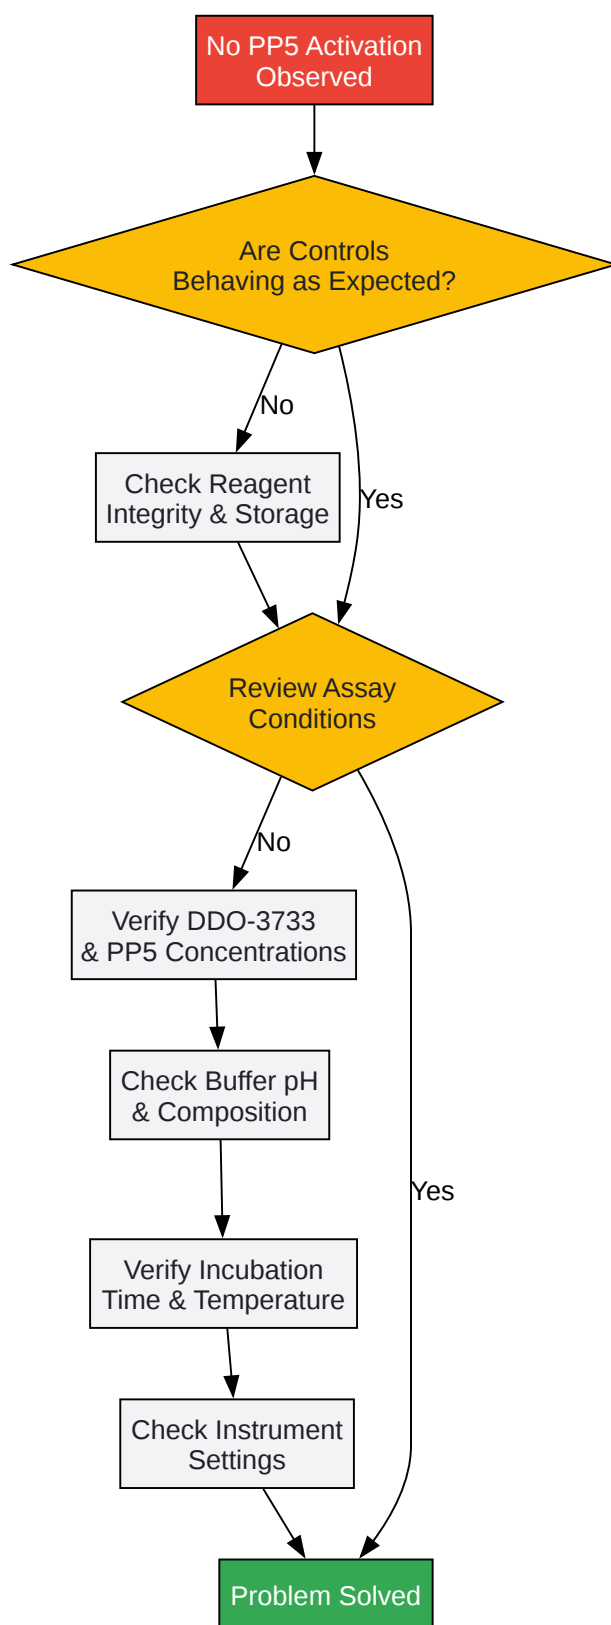 No PP5 Activation
Observed
Are Controls
Behaving as Expected?
No
Check Reagent
Integrity & Storage
Yes
Review Assay
Conditions
No
Verify DDO-3733
& PP5 Concentrations
Check Buffer pH
& Composition
Yes
Verify Incubation
Time & Temperature
Check Instrument
Settings
Problem Solved